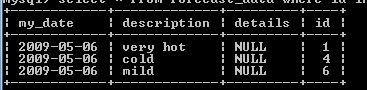 mysql> select * from forecast_data where id in
my_date | description | details | id
2009-05-06 | very hot | NULL | 1
2009-05-06 | cold | NULL | 4
2009-05-06 | mild | NULL | 6